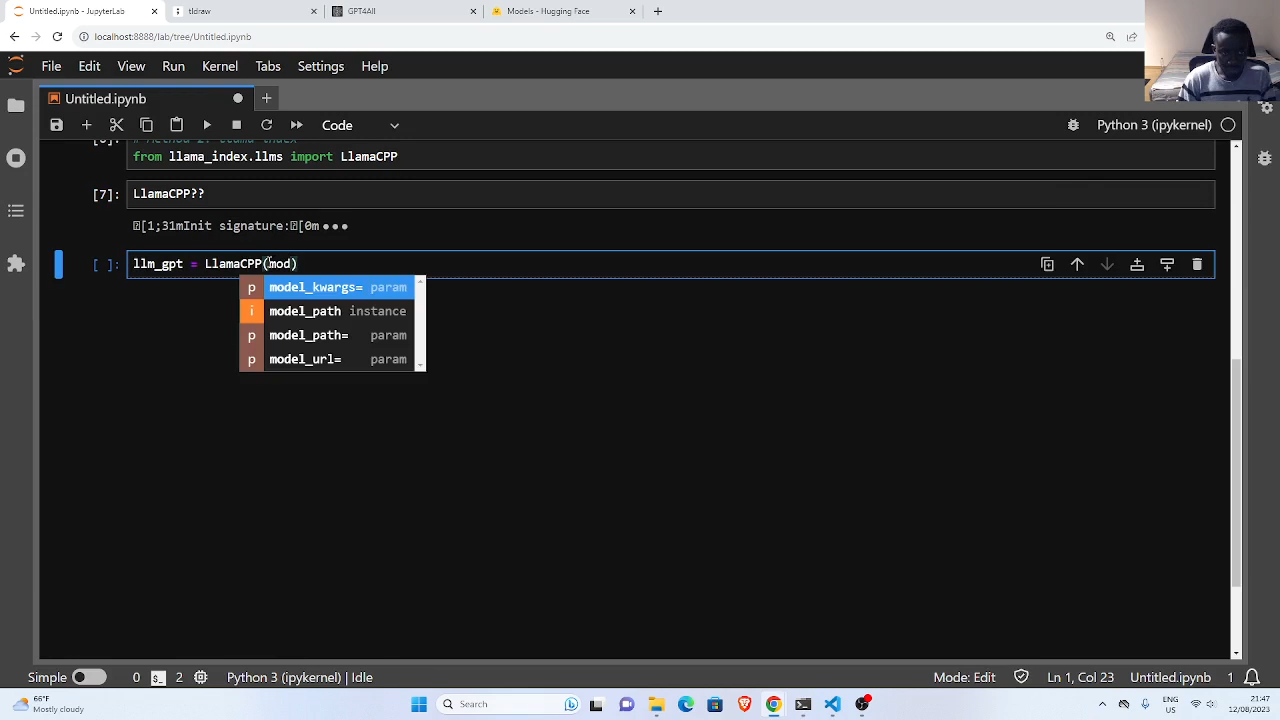 Untitled.ipynb - JupyterLab
tldraw
GPT4All
Models - Hugging Face
localhost:8888/lab/tree/Untitled.ipynb
File Edit View Run Kernel Tabs Settings Help
Untitled.ipynb
Code
Python 3 (ipykernel)
from llama_index.llms import LlamaCPP
[7]: LlamaCPP??
[1;31mInit signature:[0m
[ ]: llm_gpt = LlamaCPP(mod)
p model_kwargs= param
i model_path instance
p model_path= param
p model_url= param
Simple 0 $_ 2 Python 3 (ipykernel) | Idle Mode: Edit Ln 1, Col 23 Untitled.ipynb 1
66°F
Mostly cloudy
Search
ENG
US
21:47
12/08/2023